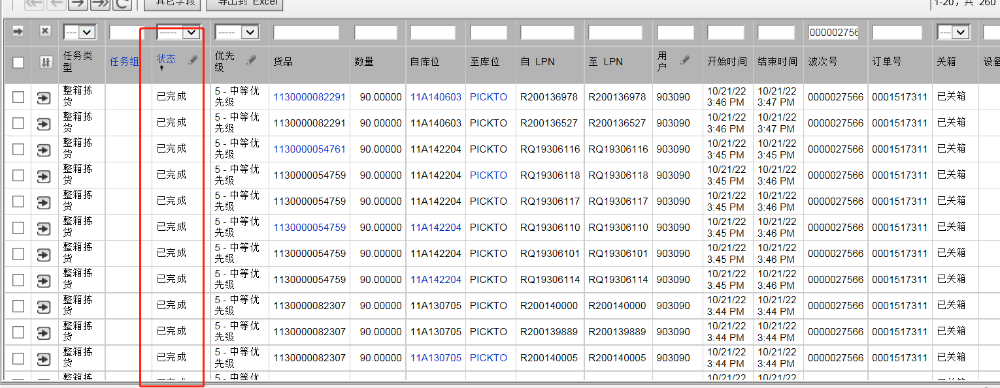 其它字段 导出到 Excel 1-20，共 260
---- ----- ----- 000002756 ----
任务类型 任务组 状态 优先级 货品 数量 自库位 至库位 自 LPN 至 LPN 用户 开始时间 结束时间 波次号 订单号 关箱 设备
整箱拣货 已完成 5 - 中等优先级 1130000082291 90.00000 11A140603 PICKTO R200136978 R200136978 903090 10/21/22 3:46 PM 10/21/22 3:47 PM 0000027566 0001517311 已关箱
整箱拣货 已完成 5 - 中等优先级 1130000082291 90.00000 11A140603 PICKTO R200136527 R200136527 903090 10/21/22 3:46 PM 10/21/22 3:47 PM 0000027566 0001517311 已关箱
整箱拣货 已完成 5 - 中等优先级 1130000054761 90.00000 11A142204 PICKTO RQ19306116 RQ19306116 903090 10/21/22 3:45 PM 10/21/22 3:45 PM 0000027566 0001517311 已关箱
整箱拣货 已完成 5 - 中等优先级 1130000054759 90.00000 11A142204 PICKTO RQ19306118 RQ19306118 903090 10/21/22 3:45 PM 10/21/22 3:46 PM 0000027566 0001517311 已关箱
整箱拣货 已完成 5 - 中等优先级 1130000054759 90.00000 11A142204 PICKTO RQ19306117 RQ19306117 903090 10/21/22 3:45 PM 10/21/22 3:46 PM 0000027566 0001517311 已关箱
整箱拣货 已完成 5 - 中等优先级 1130000054759 90.00000 11A142204 PICKTO RQ19306110 RQ19306110 903090 10/21/22 3:45 PM 10/21/22 3:46 PM 0000027566 0001517311 已关箱
整箱拣货 已完成 5 - 中等优先级 1130000054759 90.00000 11A142204 PICKTO RQ19306101 RQ19306101 903090 10/21/22 3:45 PM 10/21/22 3:46 PM 0000027566 0001517311 已关箱
整箱拣货 已完成 5 - 中等优先级 1130000054759 90.00000 11A142204 PICKTO RQ19306114 RQ19306114 903090 10/21/22 3:45 PM 10/21/22 3:46 PM 0000027566 0001517311 已关箱
整箱拣货 已完成 5 - 中等优先级 1130000082307 90.00000 11A130705 PICKTO R200140000 R200140000 903090 10/21/22 3:44 PM 10/21/22 3:44 PM 0000027566 0001517311 已关箱
整箱拣货 已完成 5 - 中等优先级 1130000082307 90.00000 11A130705 PICKTO R200139889 R200139889 903090 10/21/22 3:44 PM 10/21/22 3:44 PM 0000027566 0001517311 已关箱
整箱拣货 已完成 5 - 中等优先级 1130000082307 90.00000 11A130705 PICKTO R200140005 R200140005 903090 10/21/22 3:44 PM 10/21/22 3:44 PM 0000027566 0001517311 已关箱
整箱拣 5 - 中等优 10/21/22 10/21/22